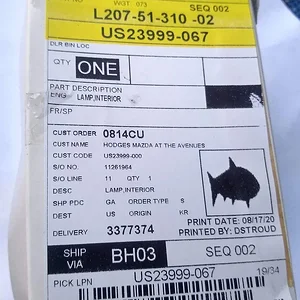 WGT 073 SEQ 002
L207-51-310 -02
US23999-067
DLR BIN LOC
QTY ONE
PART DESCRIPTION
ENG LAMP,INTERIOR
FR/SP
CUST ORDER 0814CU
CUST NAME HODGES MAZDA AT THE AVENUES
CUST CODE US23999-000
S/O NO. 11261964
S/O LINE 11 QTY 1
DESC LAMP,INTERIOR
SHIP PDC GA ORDER TYPE S
DEST US ORIGIN KR
DELIVERY 3377374
PRINT DATE: 08/17/20
PRINTED BY: DSTROUD
SHIP VIA BH03 SEQ 002
PICK LPN US23999-067 19/34